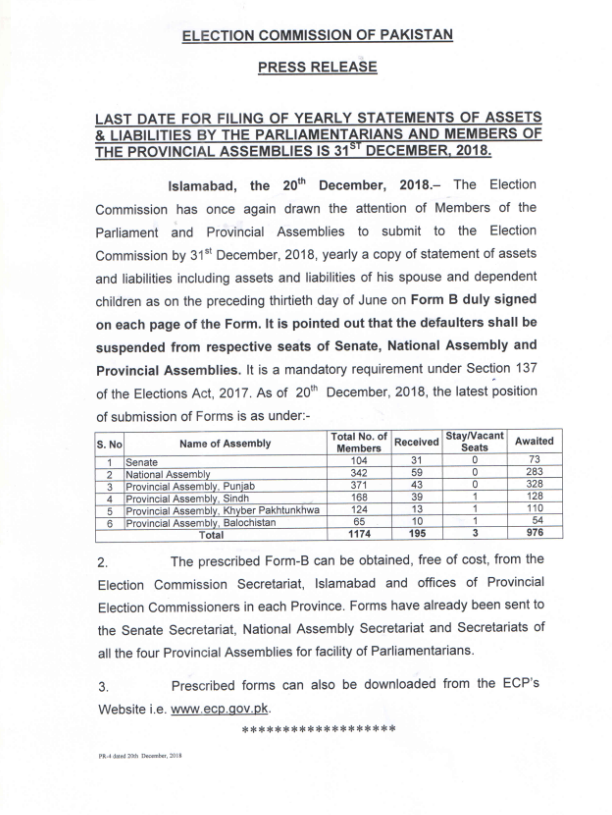 ELECTION COMMISSION OF PAKISTAN
PRESS RELEASE
LAST DATE FOR FILING OF YEARLY STATEMENTS OF ASSETS
& LIABILITIES BY THE PARLIAMENTARIANS AND MEMBERS OF
THE PROVINCIAL ASSEMBLIES IS 31ST DECEMBER, 2018.
Islamabad, the 20th December, 2018.– The Election
Commission has once again drawn the attention of Members of the
Parliament and Provincial Assemblies to submit to the Election
Commission by 31st December, 2018, yearly a copy of statement of assets
and liabilities including assets and liabilities of his spouse and dependent
children as on the preceding thirtieth day of June on Form B duly signed
on each page of the Form. It is pointed out that the defaulters shall be
suspended from respective seats of Senate, National Assembly and
Provincial Assemblies. It is a mandatory requirement under Section 137
of the Elections Act, 2017. As of 20th December, 2018, the latest position
of submission of Forms is as under:-
S. No Name of Assembly Total No. of Members Received Stay/Vacant Seats Awaited
1 Senate 104 31 0 73
2 National Assembly 342 59 0 283
3 Provincial Assembly, Punjab 371 43 0 328
4 Provincial Assembly, Sindh 168 39 1 128
5 Provincial Assembly, Khyber Pakhtunkhwa 124 13 1 110
6 Provincial Assembly, Balochistan 65 10 1 54
Total 1174 195 3 976
2. The prescribed Form-B can be obtained, free of cost, from the
Election Commission Secretariat, Islamabad and offices of Provincial
Election Commissioners in each Province. Forms have already been sent to
the Senate Secretariat, National Assembly Secretariat and Secretariats of
all the four Provincial Assemblies for facility of Parliamentarians.
3. Prescribed forms can also be downloaded from the ECP's
Website i.e. www.ecp.gov.pk.
*******************
PR-4 dated 20th December, 2018